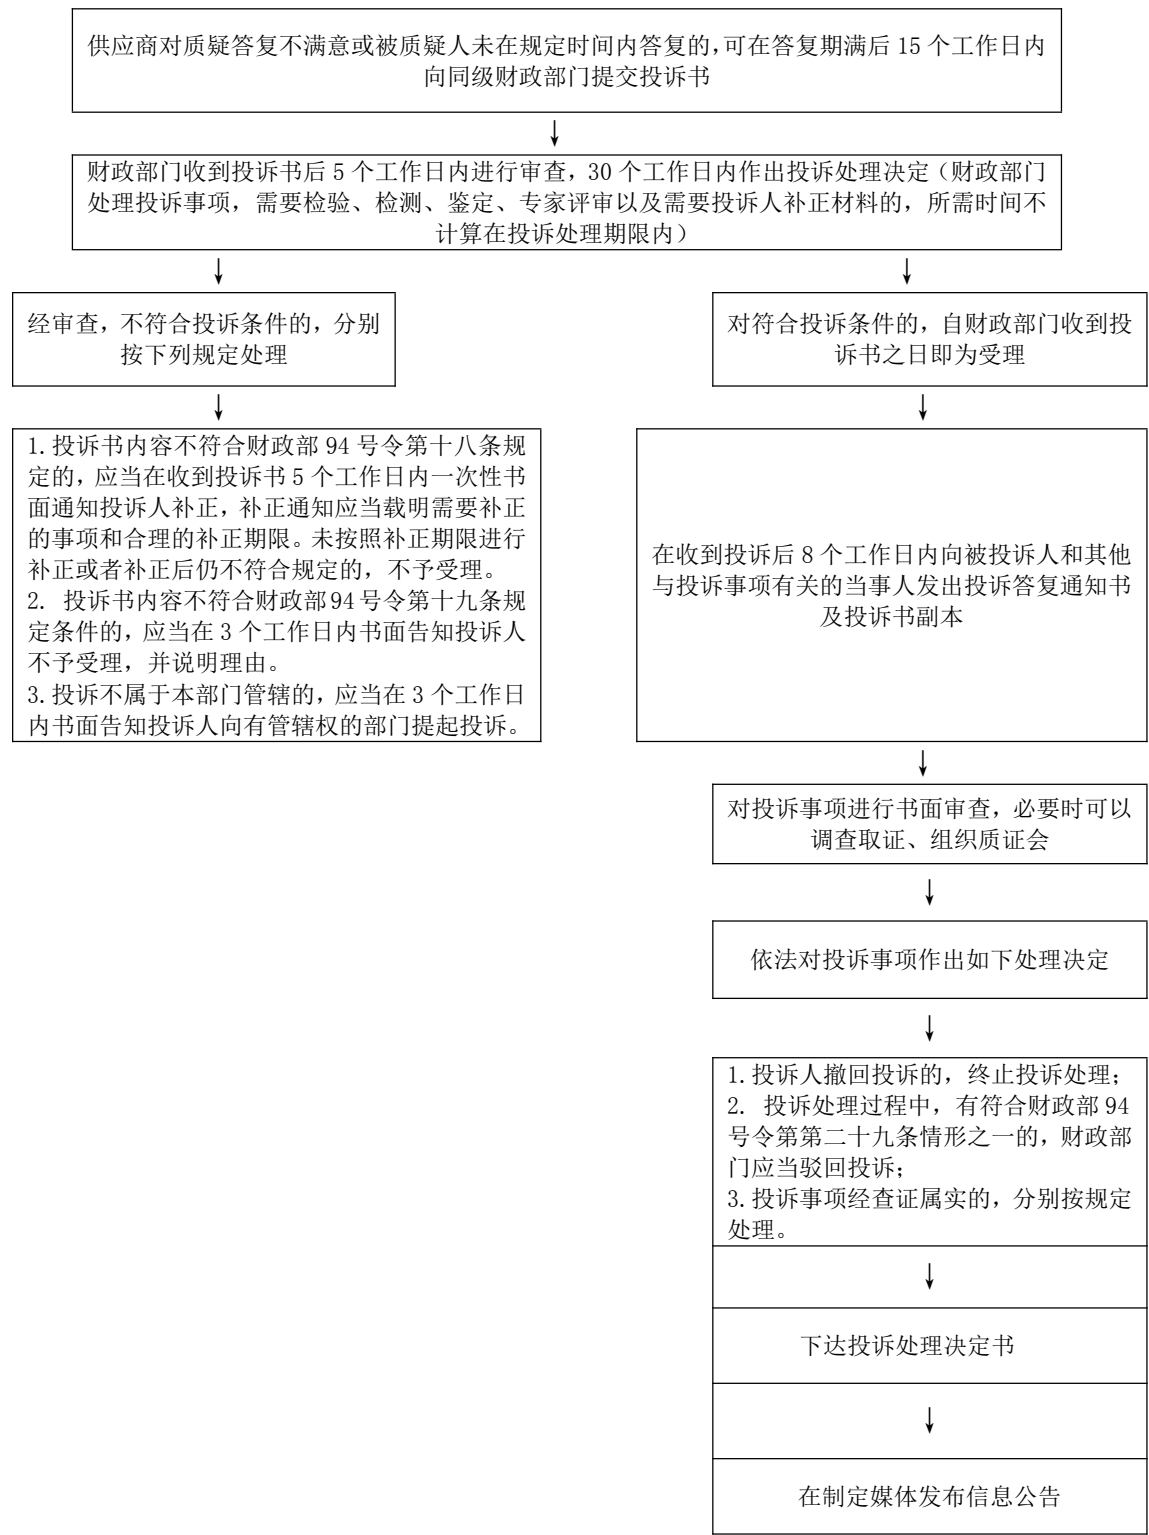 供应商对质疑答复不满意或被质疑人未在规定时间内答复的，可在答复期满后 15 个工作日内
向同级财政部门提交投诉书
财政部门收到投诉书后 5 个工作日内进行审查，30 个工作日内作出投诉处理决定（财政部门
处理投诉事项，需要检验、检测、鉴定、专家评审以及需要投诉人补正材料的，所需时间不
计算在投诉处理期限内）
经审查，不符合投诉条件的，分别
按下列规定处理
对符合投诉条件的，自财政部门收到投
诉书之日即为受理
1.投诉书内容不符合财政部 94 号令第十八条规
定的，应当在收到投诉书 5 个工作日内一次性书
面通知投诉人补正，补正通知应当载明需要补正
的事项和合理的补正期限。未按照补正期限进行
补正或者补正后仍不符合规定的，不予受理。
2. 投诉书内容不符合财政部 94 号令第十九条规
定条件的，应当在 3 个工作日内书面告知投诉人
不予受理，并说明理由。
3.投诉不属于本部门管辖的，应当在 3 个工作日
内书面告知投诉人向有管辖权的部门提起投诉。
在收到投诉后 8 个工作日内向被投诉人和其他
与投诉事项有关的当事人发出投诉答复通知书
及投诉书副本
对投诉事项进行书面审查，必要时可以
调查取证、组织质证会
依法对投诉事项作出如下处理决定
1.投诉人撤回投诉的，终止投诉处理；
2. 投诉处理过程中，有符合财政部 94
号令第第二十九条情形之一的，财政部
门应当驳回投诉；
3.投诉事项经查证属实的，分别按规定
处理。
下达投诉处理决定书
在制定媒体发布信息公告